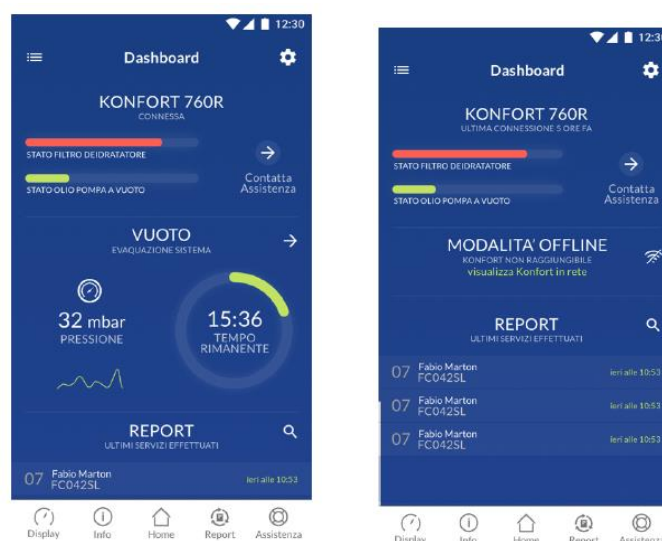 12:30
Dashboard
KONFORT 760R
CONNESSA
STATO FILTRO DEIDRATATORE
STATO OLIO POMPA A VUOTO
Contatta
Assistenza
VUOTO
EVAQUAZIONE SISTEMA
32 mbar
PRESSIONE
15:36
TEMPO
RIMANENTE
REPORT
ULTIMI SERVIZI EFFETTUATI
07 Fabio Marton
FC042SL
ieri alle 10:53
Display Info Home Report Assistenza
12:30
Dashboard
KONFORT 760R
ULTIMA CONNESSIONE 5 ORE FA
STATO FILTRO DEIDRATATORE
STATO OLIO POMPA A VUOTO
Contatta
Assistenza
MODALITA' OFFLINE
KONFORT NON RAGGIUNGIBILE
visualizza Konfort in rete
REPORT
ULTIMI SERVIZI EFFETTUATI
07 Fabio Marton
FC042SL
ieri alle 10:53
07 Fabio Marton
FC042SL
ieri alle 10:53
07 Fabio Marton
FC042SL
ieri alle 10:53
Display Info Home Report Assistenza